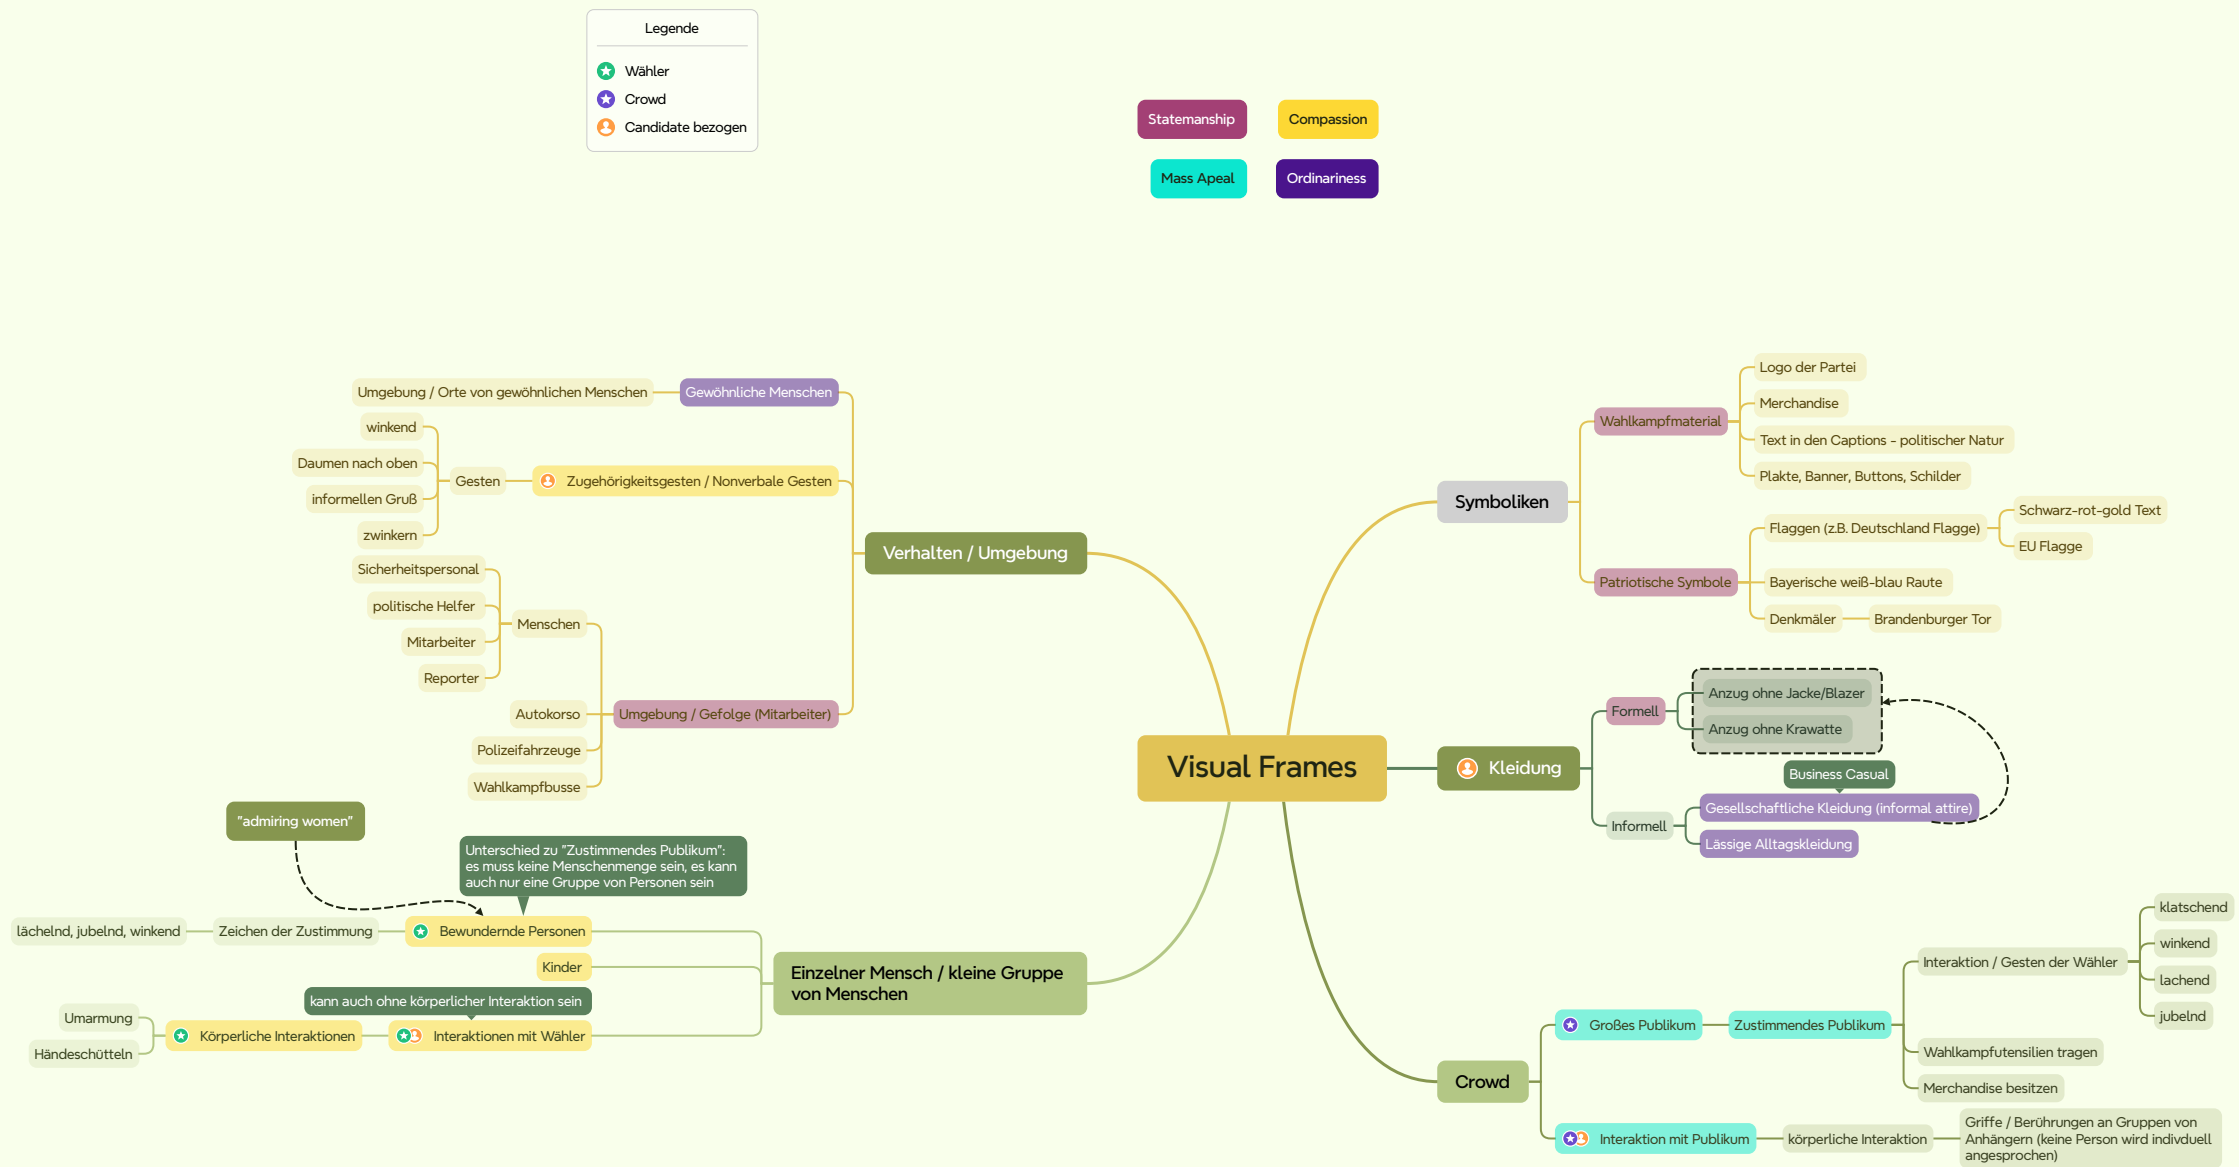 Legende
Wähler
Crowd
Candidate bezogen
Statemanship
Compassion
Mass Apeal
Ordinariness
Umgebung / Orte von gewöhnlichen Menschen
Gewöhnliche Menschen
winkend
Daumen nach oben
informellen Gruß
zwinkern
Gesten
Zugehörigkeitsgesten / Nonverbale Gesten
Verhalten / Umgebung
Sicherheitspersonal
politische Helfer
Mitarbeiter
Reporter
Menschen
Autokorso
Polizeifahrzeuge
Wahlkampfbusse
Umgebung / Gefolge (Mitarbeiter)
"admiring women"
Unterschied zu "Zustimmendes Publikum":
es muss keine Menschenmenge sein, es kann
auch nur eine Gruppe von Personen sein
lächelnd, jubelnd, winkend
Zeichen der Zustimmung
Bewundernde Personen
Kinder
kann auch ohne körperlicher Interaktion sein
Umarmung
Händeschütteln
Körperliche Interaktionen
Interaktionen mit Wähler
Einzelner Mensch / kleine Gruppe
von Menschen
Visual Frames
Symboliken
Wahlkampfmaterial
Logo der Partei
Merchandise
Text in den Captions - politischer Natur
Plakte, Banner, Buttons, Schilder
Patriotische Symbole
Flaggen (z.B. Deutschland Flagge)
Schwarz-rot-gold Text
EU Flagge
Bayerische weiß-blau Raute
Denkmäler
Brandenburger Tor
Kleidung
Formell
Anzug ohne Jacke/Blazer
Anzug ohne Krawatte
Business Casual
Informell
Gesellschaftliche Kleidung (informal attire)
Lässige Alltagskleidung
Crowd
Großes Publikum
Zustimmendes Publikum
Interaktion / Gesten der Wähler
klatschend
winkend
lachend
jubelnd
Wahlkampfutensilien tragen
Merchandise besitzen
Interaktion mit Publikum
körperliche Interaktion
Griffe / Berührungen an Gruppen von
Anhängern (keine Person wird indivduell
angesprochen)